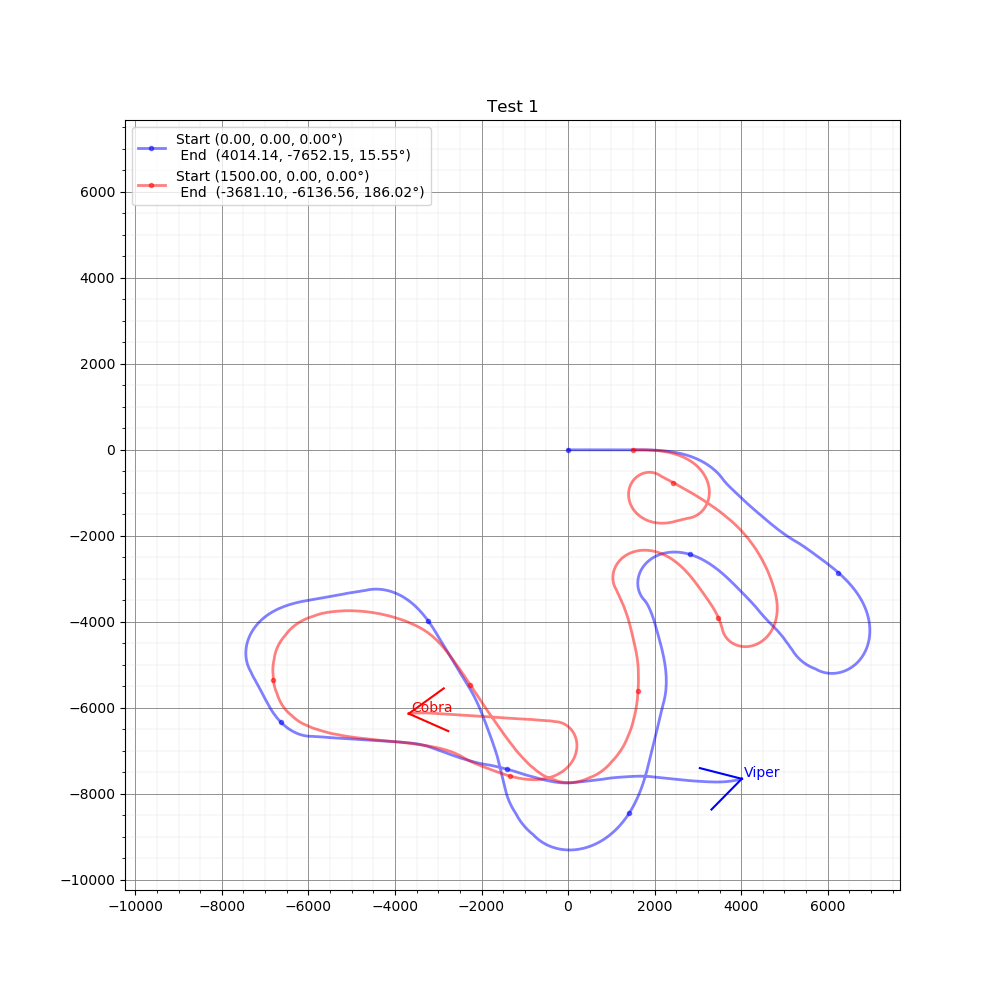 Test 1
Start (0.00, 0.00, 0.00°)
End  (4014.14, -7652.15, 15.55°)
Start (1500.00, 0.00, 0.00°)
End  (-3681.10, -6136.56, 186.02°)
6000
4000
2000
0
−2000
−4000
−6000
−8000
−10000
Cobra
Viper
−10000 −8000 −6000 −4000 −2000 0 2000 4000 6000